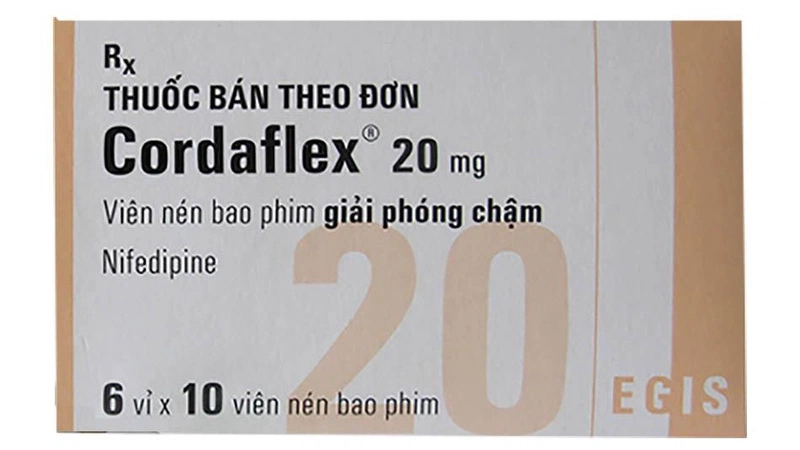 Rx
THUỐC BÁN THEO ĐƠN
Cordaflex® 20 mg
Viên nén bao phim giải phóng chậm
Nifedipine
20
6 vỉ x 10 viên nén bao phim
EGIS